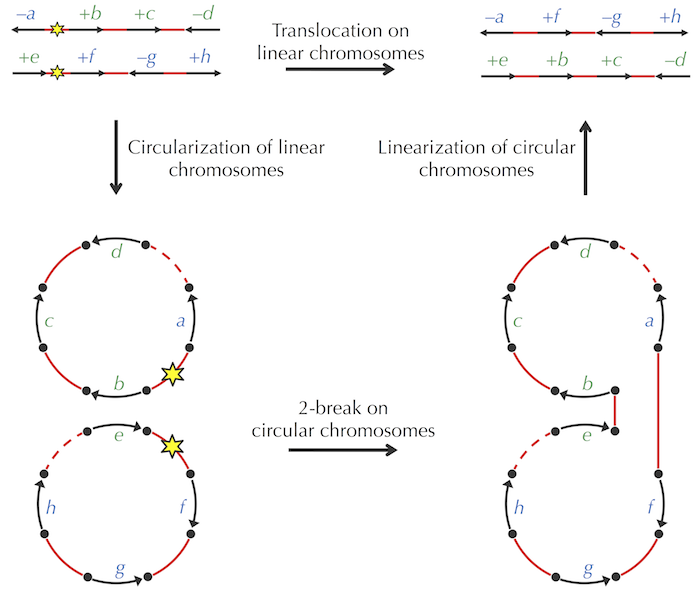 –a +b +c –d
+e +f –g +h
Translocation on
linear chromosomes
–a +f –g +h
+e +b +c –d
Circularization of linear
chromosomes
Linearization of circular
chromosomes
d
c a
b
e
h f
g
2-break on
circular chromosomes
d
c a
b
e
h f
g